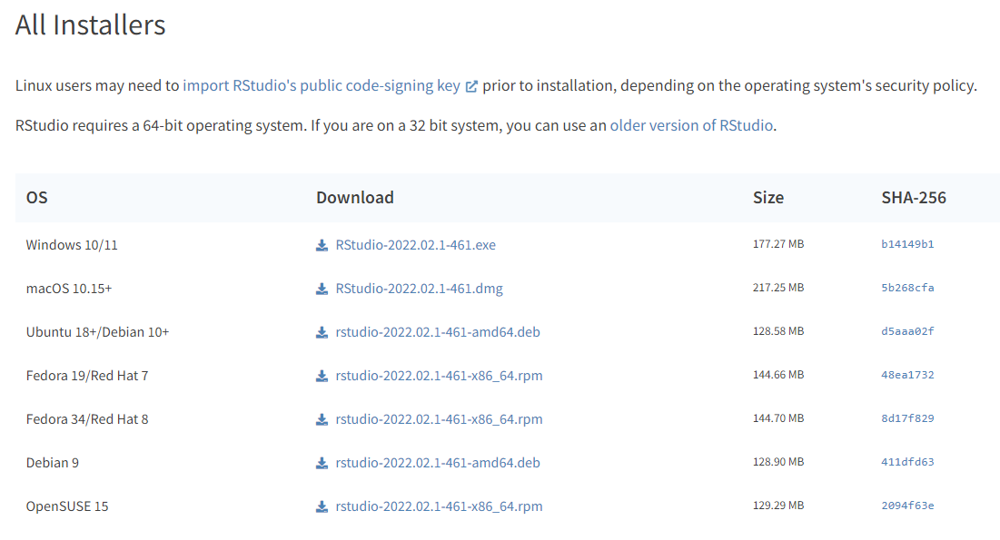 All Installers
Linux users may need to import RStudio's public code-signing key prior to installation, depending on the operating system's security policy.
RStudio requires a 64-bit operating system. If you are on a 32 bit system, you can use an older version of RStudio.
OS Download Size SHA-256
Windows 10/11 RStudio-2022.02.1-461.exe 177.27 MB b14149b1
macOS 10.15+ RStudio-2022.02.1-461.dmg 217.25 MB 5b268cfa
Ubuntu 18+/Debian 10+ rstudio-2022.02.1-461-amd64.deb 128.58 MB d5aaa02f
Fedora 19/Red Hat 7 rstudio-2022.02.1-461-x86_64.rpm 144.66 MB 48ea1732
Fedora 34/Red Hat 8 rstudio-2022.02.1-461-x86_64.rpm 144.70 MB 8d17f829
Debian 9 rstudio-2022.02.1-461-amd64.deb 128.90 MB 411dfd63
OpenSUSE 15 rstudio-2022.02.1-461-x86_64.rpm 129.29 MB 2094f63e